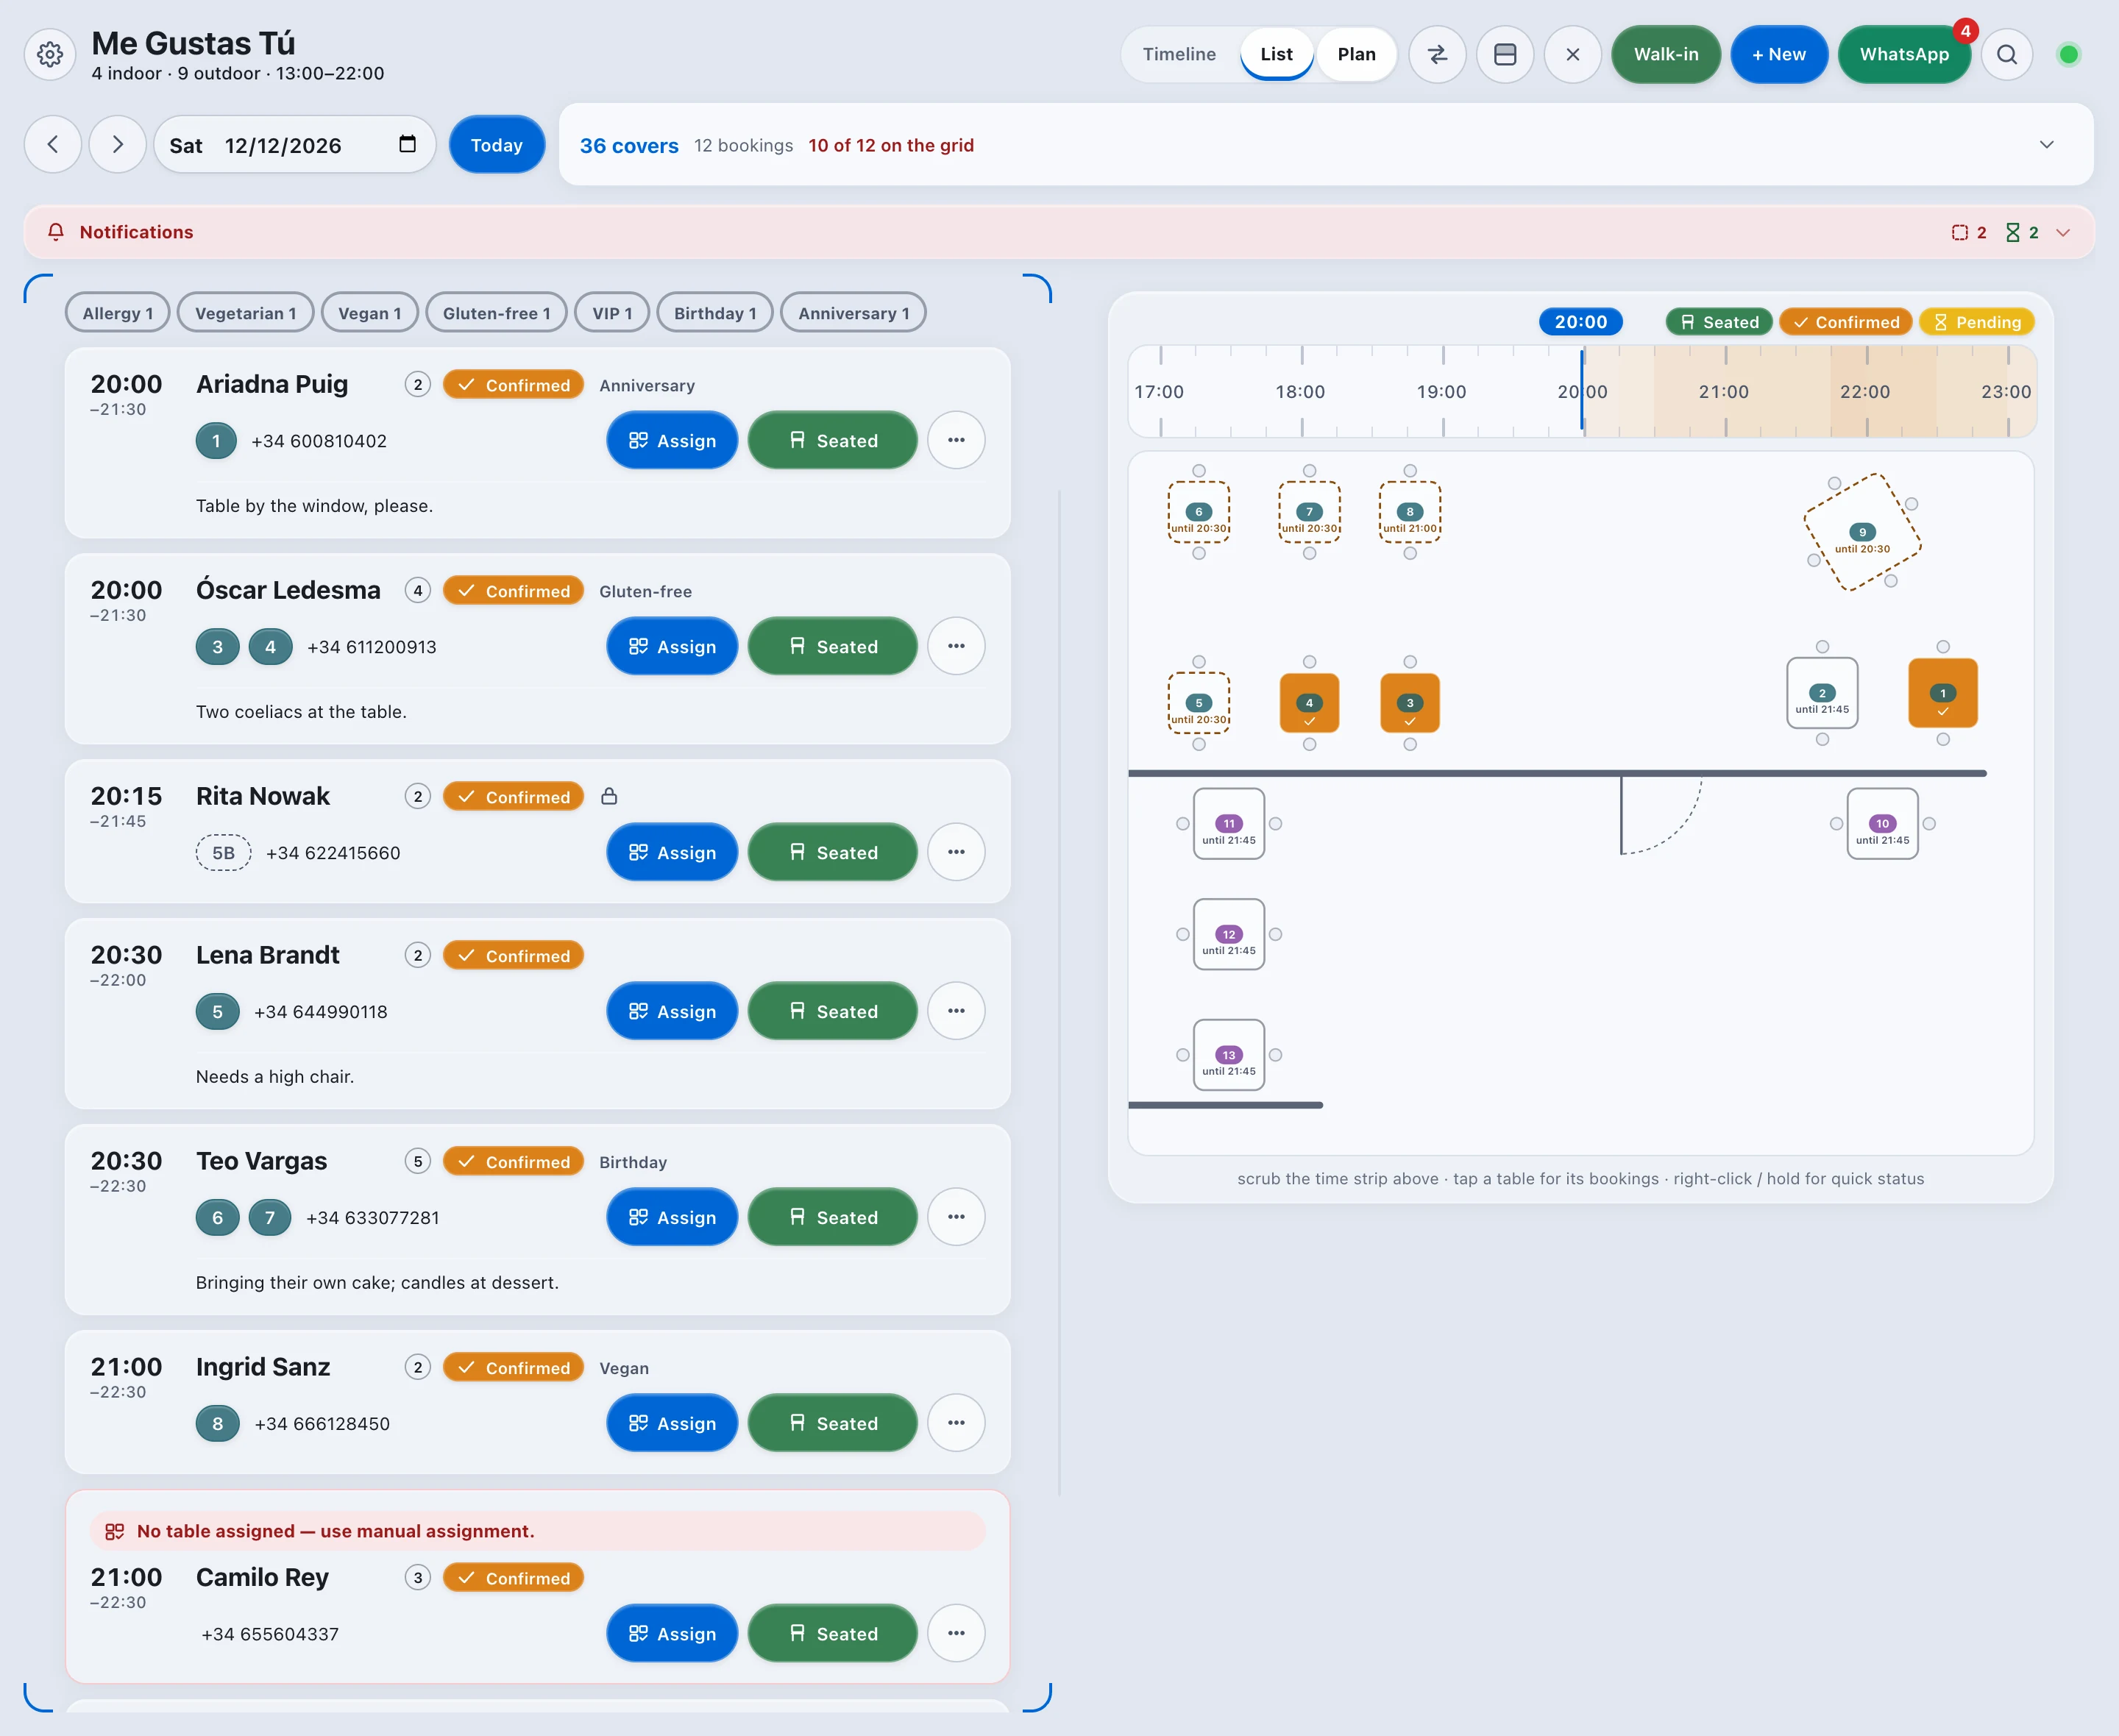 Me Gustas Tú
4 indoor · 9 outdoor · 13:00–22:00
Timeline List Plan Walk-in + New WhatsApp 4
Sat 12/12/2026 Today 36 covers 12 bookings 10 of 12 on the grid
Notifications 2 2
Allergy 1 Vegetarian 1 Vegan 1 Gluten-free 1 VIP 1 Birthday 1 Anniversary 1
20:00 Ariadna Puig 2 Confirmed Anniversary
–21:30
1 +34 600810402 Assign Seated
Table by the window, please.
20:00 Óscar Ledesma 4 Confirmed Gluten-free
–21:30
3 4 +34 611200913 Assign Seated
Two coeliacs at the table.
20:15 Rita Nowak 2 Confirmed
–21:45
5B +34 622415660 Assign Seated
20:30 Lena Brandt 2 Confirmed
–22:00
5 +34 644990118 Assign Seated
Needs a high chair.
20:30 Teo Vargas 5 Confirmed Birthday
–22:30
6 7 +34 633077281 Assign Seated
Bringing their own cake; candles at dessert.
21:00 Ingrid Sanz 2 Confirmed Vegan
–22:30
8 +34 666128450 Assign Seated
No table assigned — use manual assignment.
21:00 Camilo Rey 3 Confirmed
–22:30
+34 655604337 Assign Seated
20:00 Seated Confirmed Pending
17:00 18:00 19:00 20:00 21:00 22:00 23:00
6 7 8 9
until 20:30 until 20:30 until 21:00 until 20:30
5 4 3 2 1
until 20:30 until 21:45
11 10
until 21:45 until 21:45
12
until 21:45
13
until 21:45
scrub the time strip above · tap a table for its bookings · right-click / hold for quick status